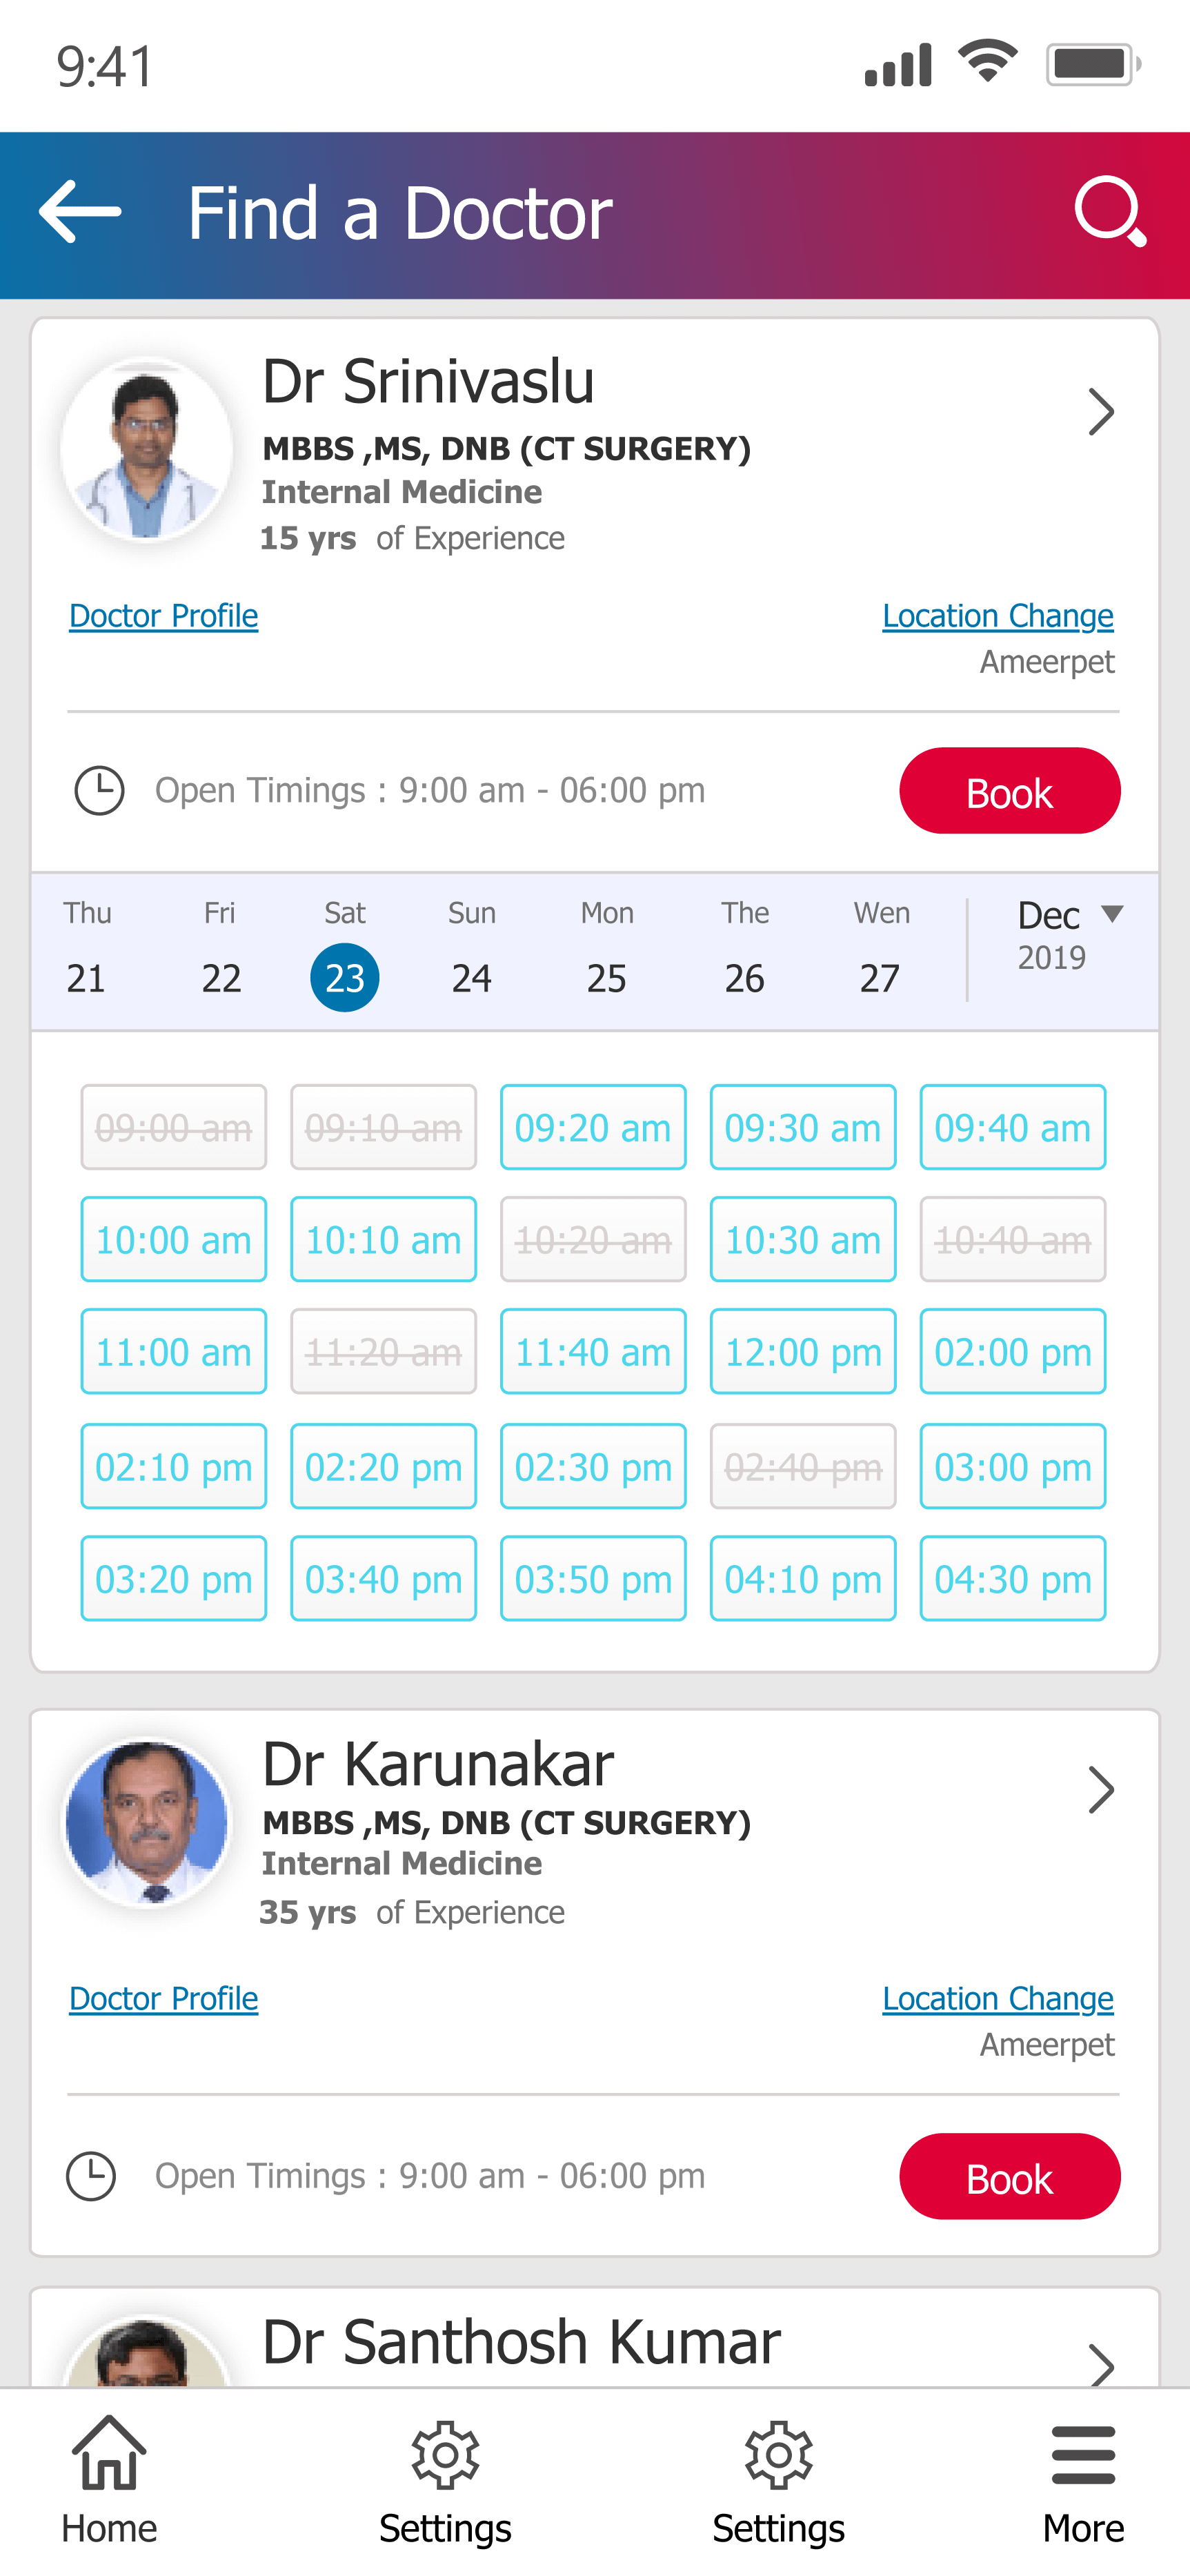 9:41
Find a Doctor
Dr Srinivaslu
MBBS ,MS, DNB (CT SURGERY)
Internal Medicine
15 yrs of Experience
Doctor Profile
Location Change
Ameerpet
Open Timings : 9:00 am - 06:00 pm
Book
Thu Fri Sat Sun Mon The Wen
21 22 23 24 25 26 27
Dec
2019
09:00 am 09:10 am 09:20 am 09:30 am 09:40 am
10:00 am 10:10 am 10:20 am 10:30 am 10:40 am
11:00 am 11:20 am 11:40 am 12:00 pm 02:00 pm
02:10 pm 02:20 pm 02:30 pm 02:40 pm 03:00 pm
03:20 pm 03:40 pm 03:50 pm 04:10 pm 04:30 pm
Dr Karunakar
MBBS ,MS, DNB (CT SURGERY)
Internal Medicine
35 yrs of Experience
Doctor Profile
Location Change
Ameerpet
Open Timings : 9:00 am - 06:00 pm
Book
Dr Santhosh Kumar
Home Settings Settings More